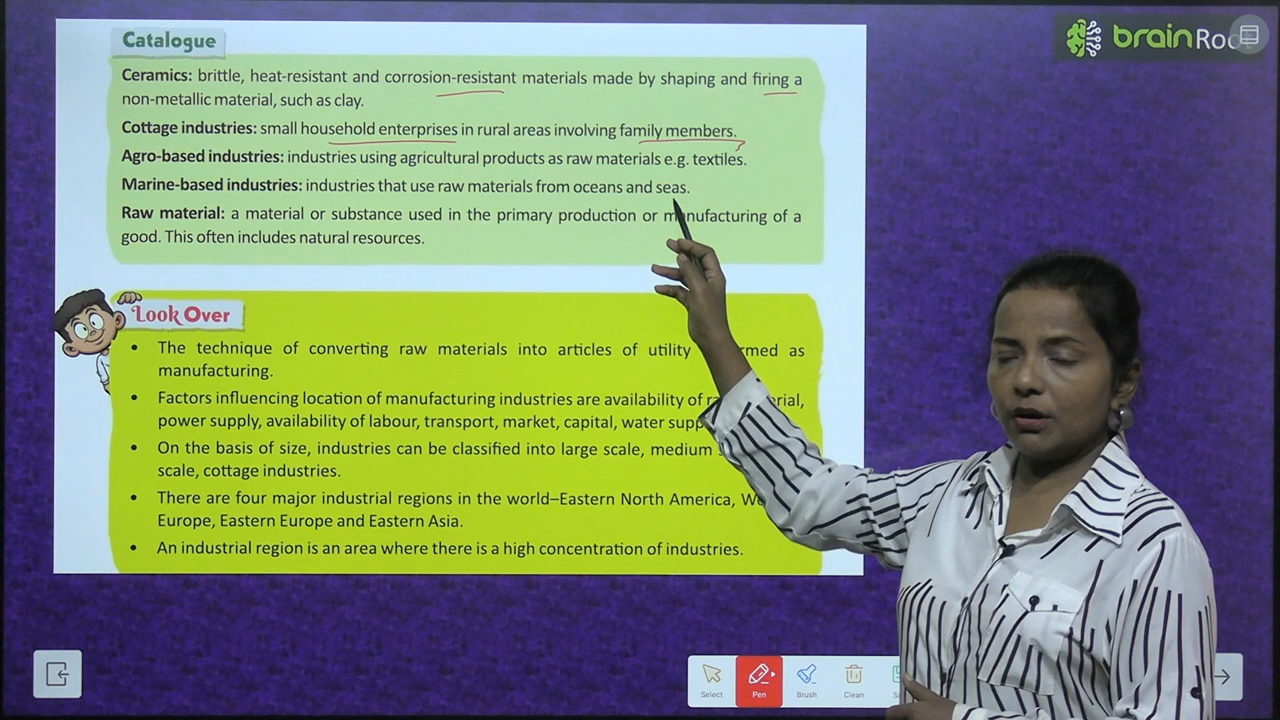 Catalogue
brainRoo
Ceramics: brittle, heat-resistant and corrosion-resistant materials made by shaping and firing a
non-metallic material, such as clay.
Cottage industries: small household enterprises in rural areas involving family members.
Agro-based industries: industries using agricultural products as raw materials e.g. textiles.
Marine-based industries: industries that use raw materials from oceans and seas.
Raw material: a material or substance used in the primary production or manufacturing of a
good. This often includes natural resources.
Look Over
• The technique of converting raw materials into articles of utility as
manufacturing.
• Factors influencing location of manufacturing industries are availability of
power supply, availability of labour, transport, market, capital, water
• On the basis of size, industries can be classified into large scale, medium
scale, cottage industries.
• There are four major industrial regions in the world–Eastern North America,
Europe, Eastern Europe and Eastern Asia.
• An industrial region is an area where there is a high concentration of industries.
Select Pen Brush Clean